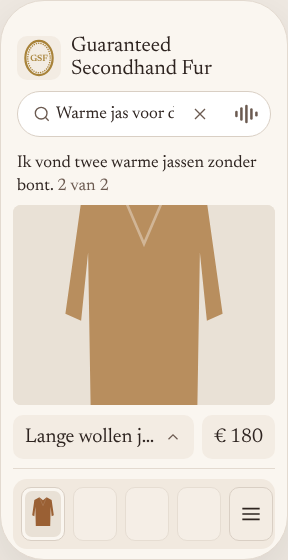 GSF
Guaranteed
Secondhand Fur
Warme jas voor d
Ik vond twee warme jassen zonder
bont. 2 van 2
Lange wollen j...
€ 180